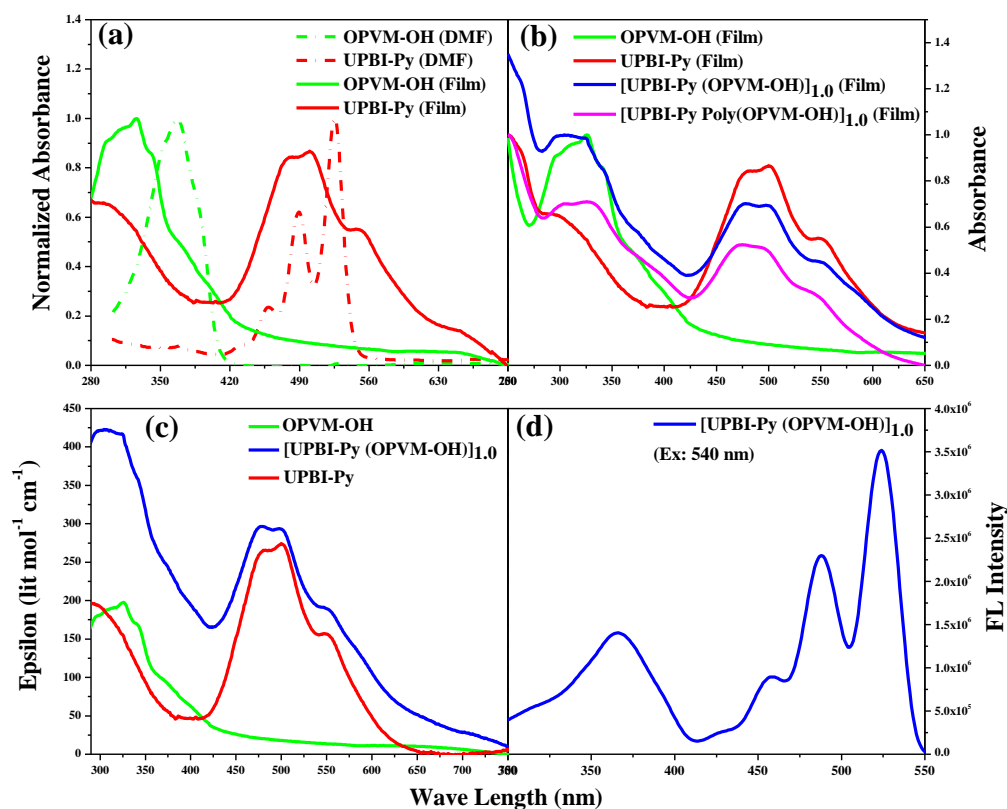 (a)
OPVM-OH (DMF)
UPBI-Py (DMF)
OPVM-OH (Film)
UPBI-Py (Film)
Normalized Absorbance
1.4
1.2
1.0
0.8
0.6
0.4
0.2
0.0
280 350 420 490 560 630
(b)
OPVM-OH (Film)
UPBI-Py (Film)
[UPBI-Py (OPVM-OH)]1.0 (Film)
[UPBI-Py Poly(OPVM-OH)]1.0 (Film)
Absorbance
1.4
1.2
1.0
0.8
0.6
0.4
0.2
0.0
300 350 400 450 500 550 600 650
(c)
OPVM-OH
[UPBI-Py (OPVM-OH)]1.0
UPBI-Py
Epsilon (lit mol-1 cm-1)
450
400
350
300
250
200
150
100
50
0
300 350 400 450 500 550 600 650 700
(d)
[UPBI-Py (OPVM-OH)]1.0
(Ex: 540 nm)
FL Intensity
4.0x10^6
3.5x10^6
3.0x10^6
2.5x10^6
2.0x10^6
1.5x10^6
1.0x10^6
5.0x10^5
0.0
350 400 450 500 550
Wave Length (nm)